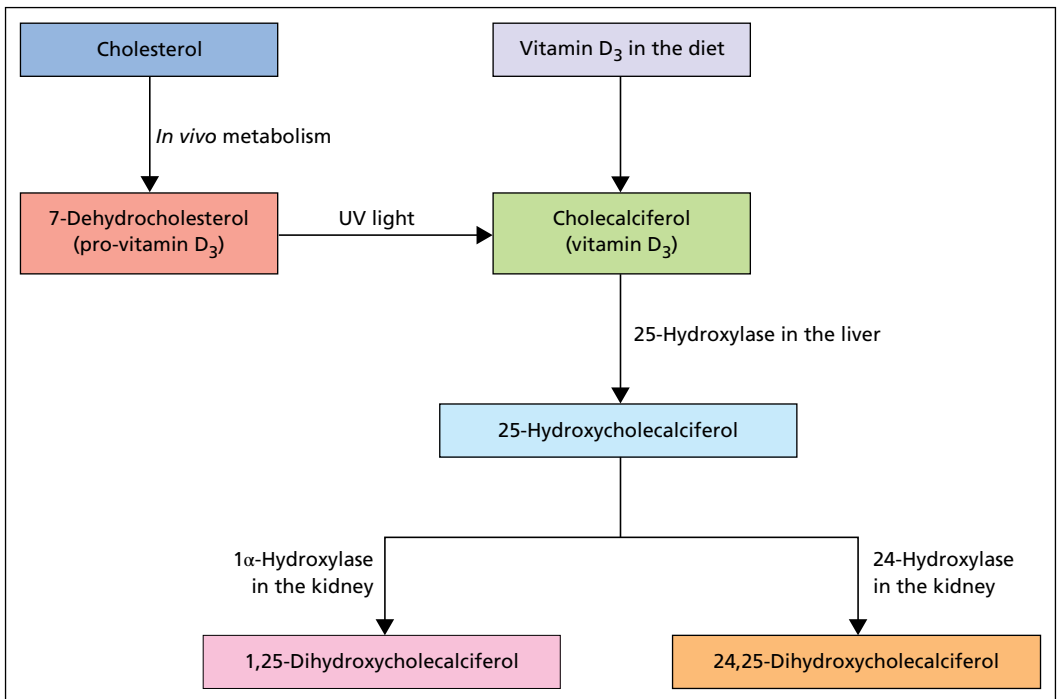 Cholesterol
Vitamin D₃ in the diet
In vivo metabolism
7-Dehydrocholesterol
(pro-vitamin D₃)
UV light
Cholecalciferol
(vitamin D₃)
25-Hydroxylase in the liver
25-Hydroxycholecalciferol
1α-Hydroxylase
in the kidney
24-Hydroxylase
in the kidney
1,25-Dihydroxycholecalciferol
24,25-Dihydroxycholecalciferol